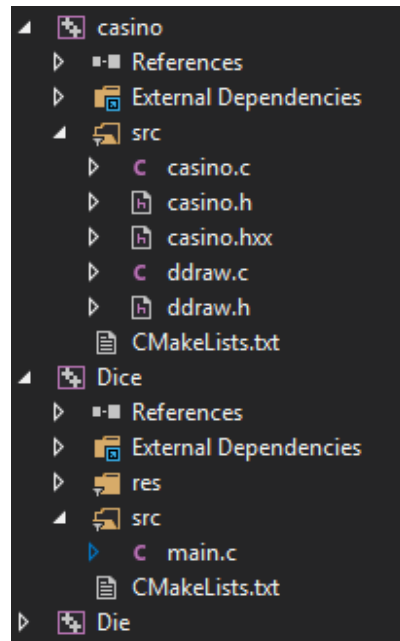 casino
References
External Dependencies
src
casino.c
casino.h
casino.hxx
ddraw.c
ddraw.h
CMakeLists.txt
Dice
References
External Dependencies
res
src
main.c
CMakeLists.txt
Die